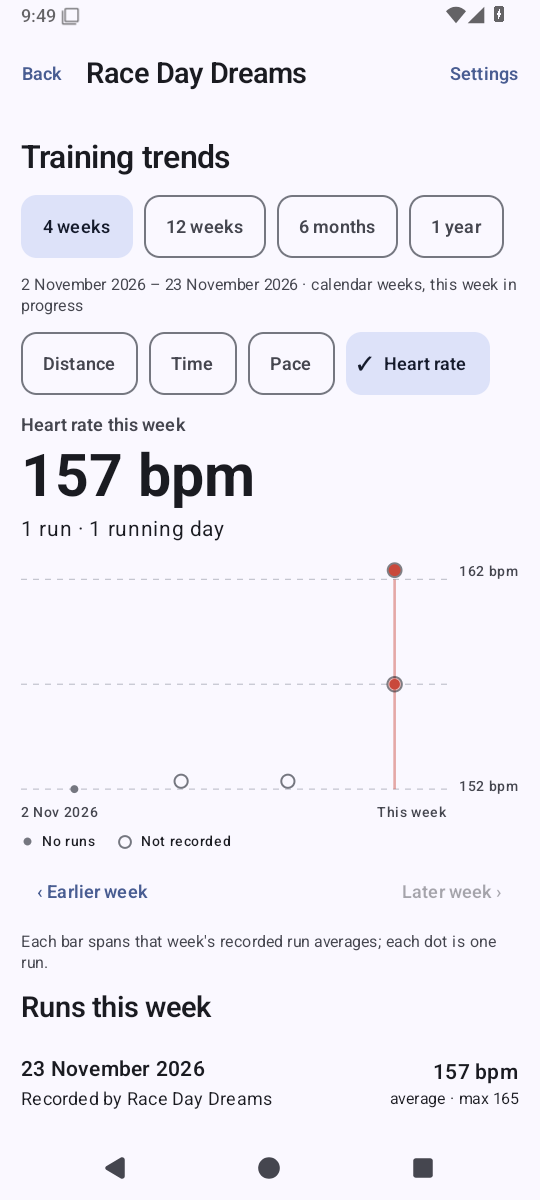 9:49
Back Race Day Dreams Settings
Training trends
4 weeks 12 weeks 6 months 1 year
2 November 2026 – 23 November 2026 · calendar weeks, this week in
progress
Distance Time Pace ✓ Heart rate
Heart rate this week
157 bpm
1 run · 1 running day
162 bpm
152 bpm
2 Nov 2026 This week
No runs Not recorded
‹ Earlier week Later week ›
Each bar spans that week's recorded run averages; each dot is one
run.
Runs this week
23 November 2026 157 bpm
Recorded by Race Day Dreams average · max 165